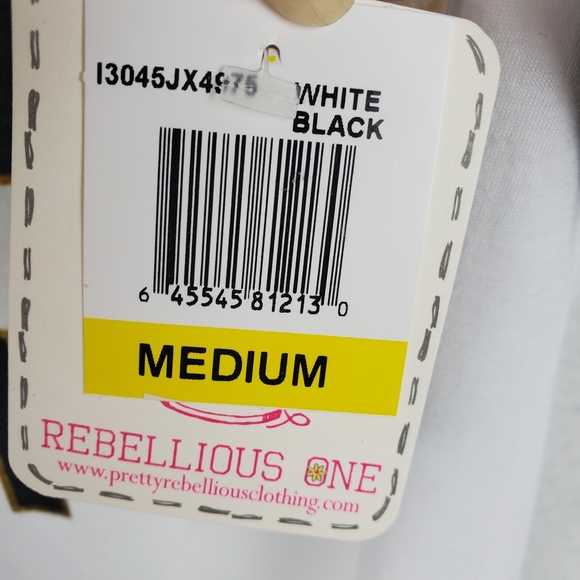 I3045JX4975 WHITE
BLACK
6 45545 81213 0
MEDIUM
REBELLIOUS ONE
www.prettyrebelliousclothing.com